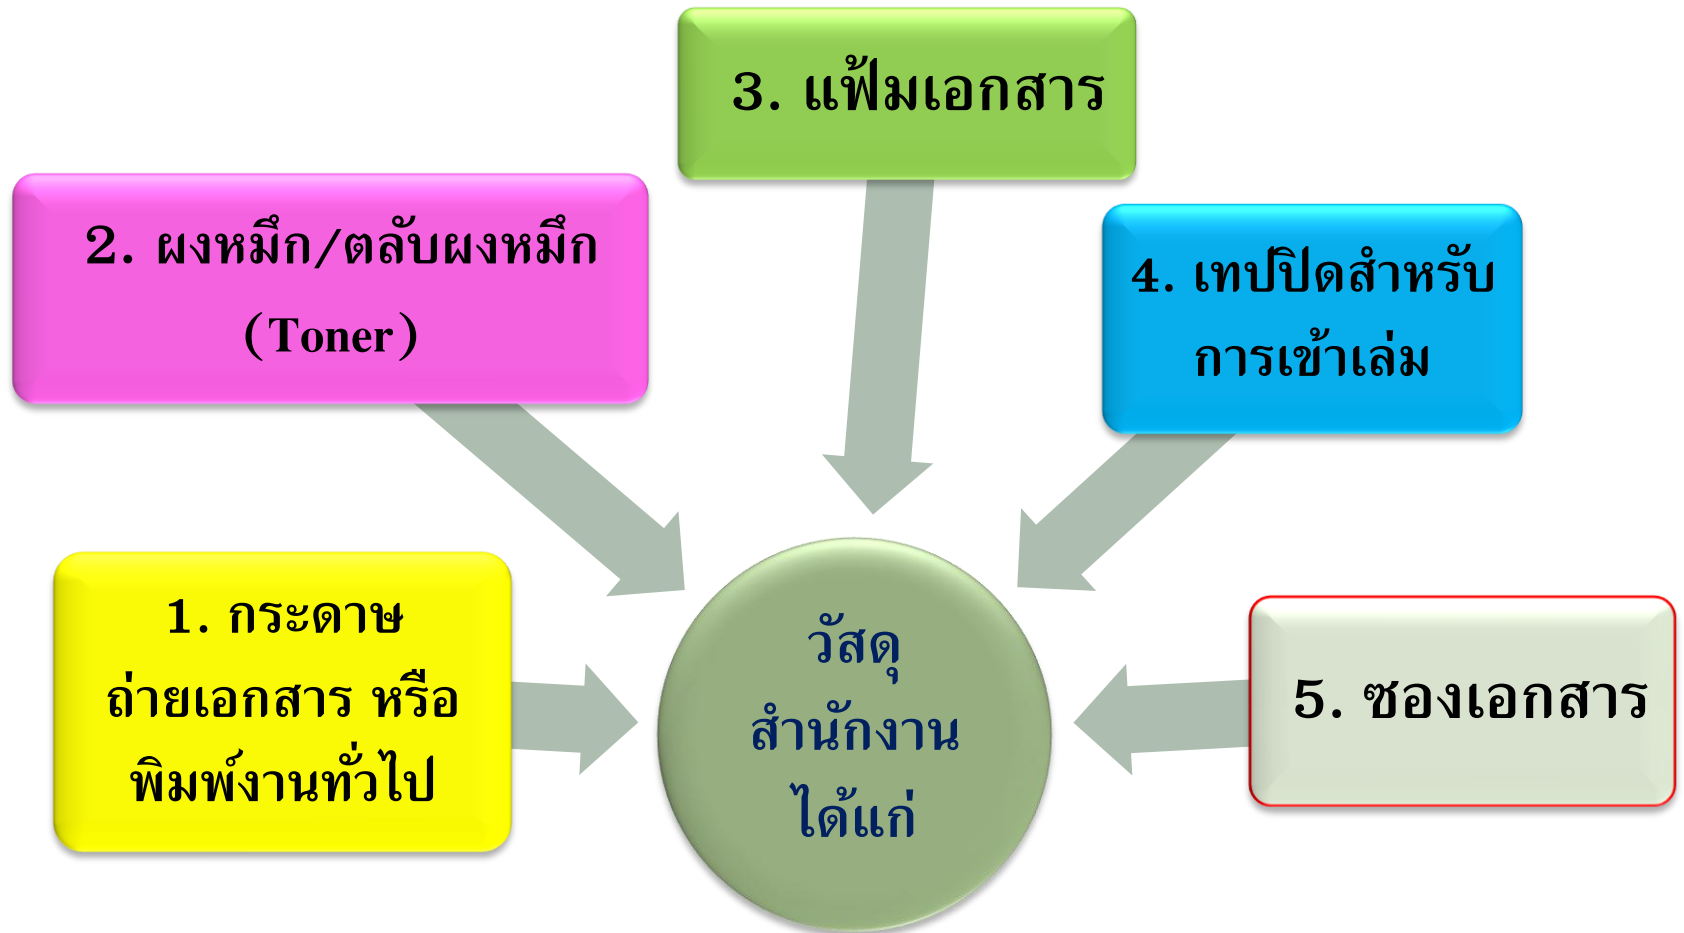 3. แฟ้มเอกสาร
2. ผงหมึก/ตลับผงหมึก
(Toner)
4. เทปปิดสำหรับ
การเข้าเล่ม
1. กระดาษ
ถ่ายเอกสาร หรือ
พิมพ์งานทั่วไป
วัสดุ
สำนักงาน
ได้แก่
5. ซองเอกสาร